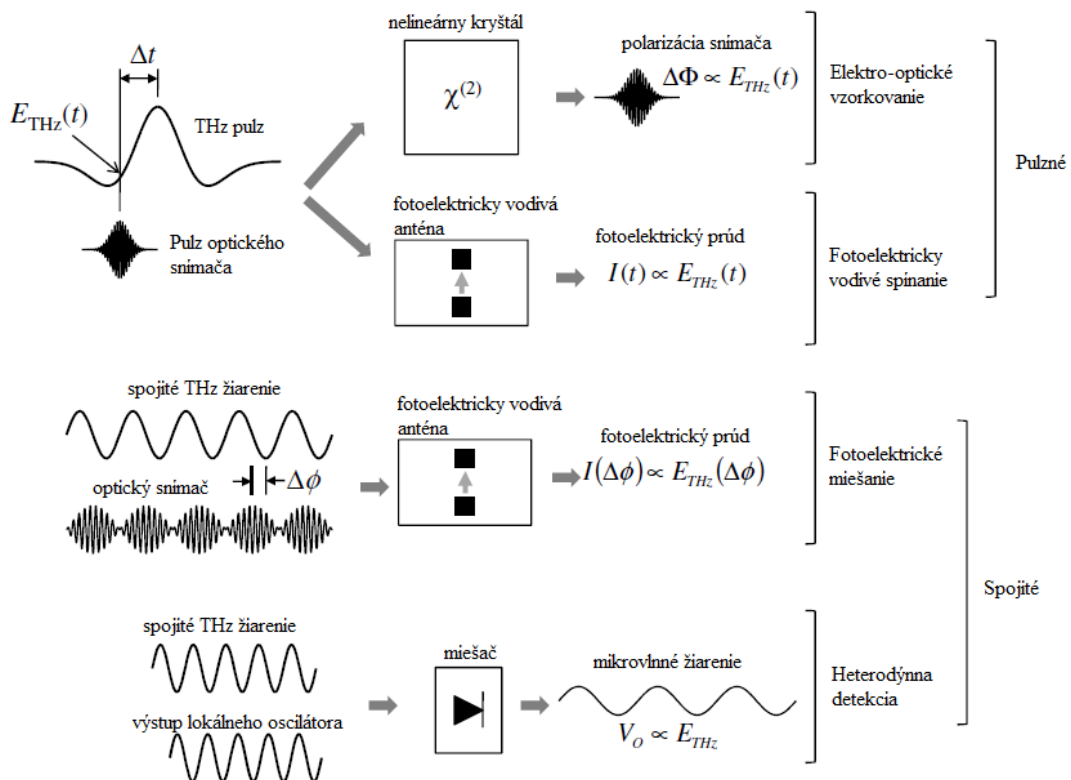 nelineárny kryštál
Δt
E_THz(t)
THz pulz
χ^(2)
polarizácia snímača
ΔΦ ∝ E_THz(t)
Elektro-optické
vzorkovanie
Pulzné
Pulz optického
snímača
fotoelektricky vodivá
anténa
fotoelektrický prúd
I(t) ∝ E_THz(t)
Fotoelektricky
vodivé spínanie
spojité THz žiarenie
optický snímač
Δϕ
fotoelektricky vodivá
anténa
fotoelektrický prúd
I(Δϕ) ∝ E_THz(Δϕ)
Fotoelektrické
miešanie
Spojité
spojité THz žiarenie
výstup lokálneho oscilátora
miešač
mikrovlnné žiarenie
V_O ∝ E_THz
Heterodýnna
detekcia